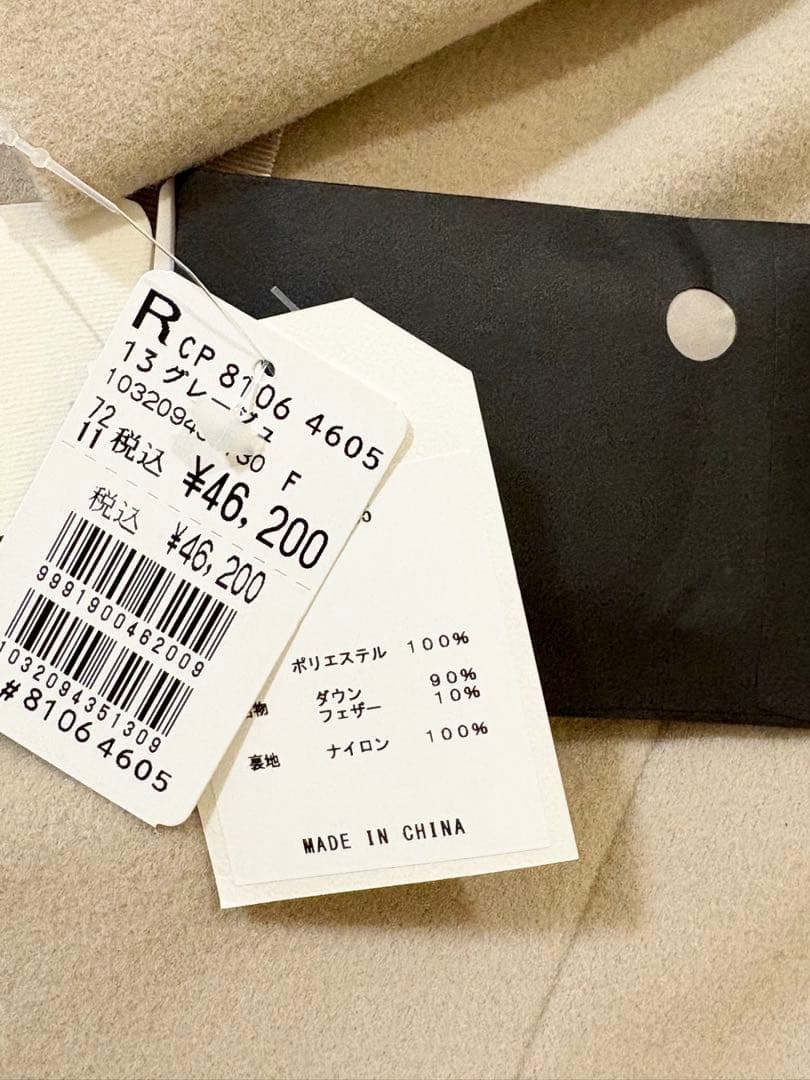 R CP 8106 4605
13グレージュ
72
11 税込 ¥46,200
税込 ¥46,200
9991900462009
1032094351309
#8106 4605
ポリエステル 100%
ダウン 90%
フェザー 10%
裏地 ナイロン 100%
MADE IN CHINA